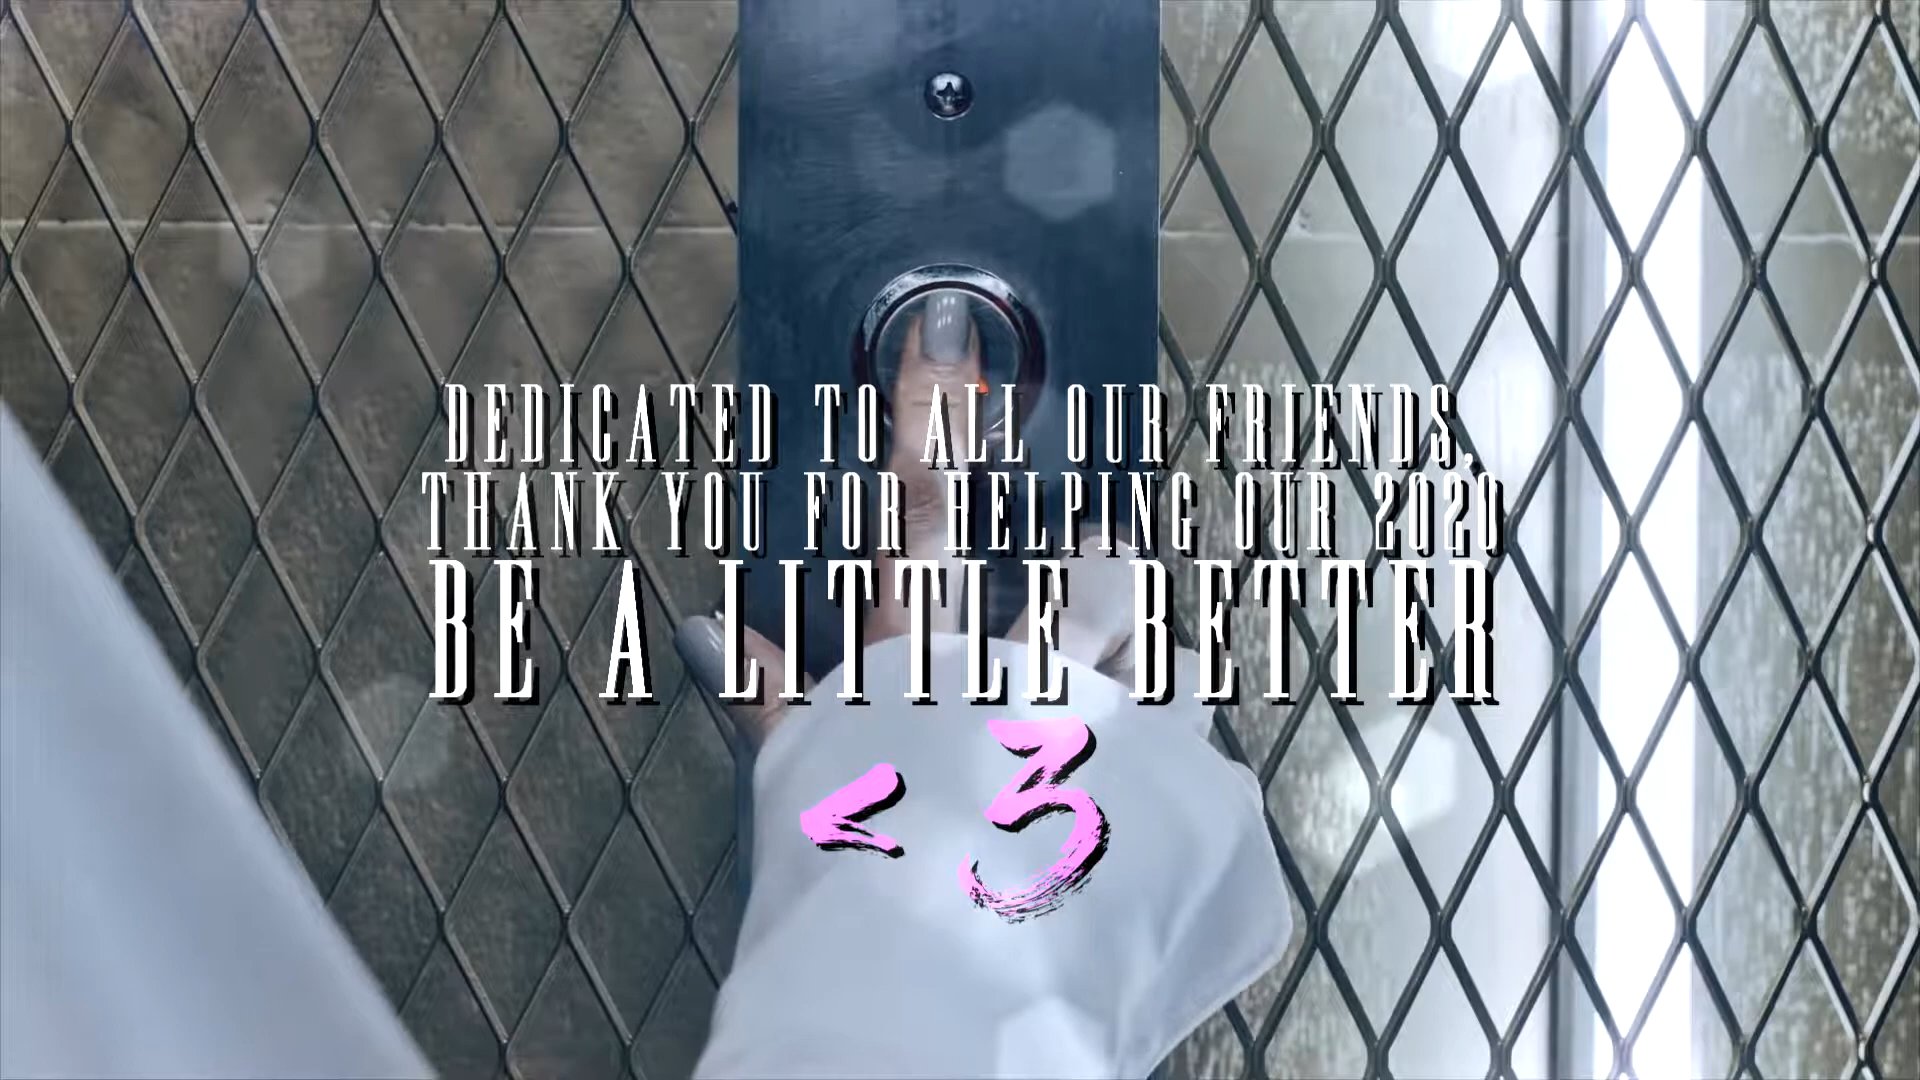 DEDICATED TO ALL OUR FRIENDS,
THANK YOU FOR HELPING OUR 2020
BE A LITTLE BETTER
<3